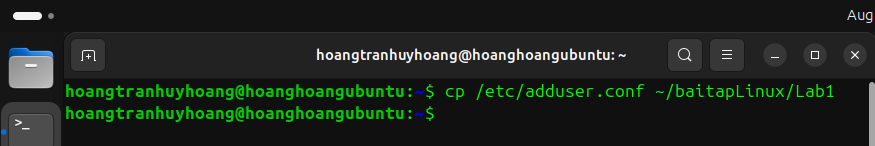 Aug
hoangtranhuyhoang@hoanghoangubuntu: ~
hoangtranhuyhoang@hoanghoangubuntu:~$ cp /etc/adduser.conf ~/baitapLinux/Lab1
hoangtranhuyhoang@hoanghoangubuntu:~$
>_